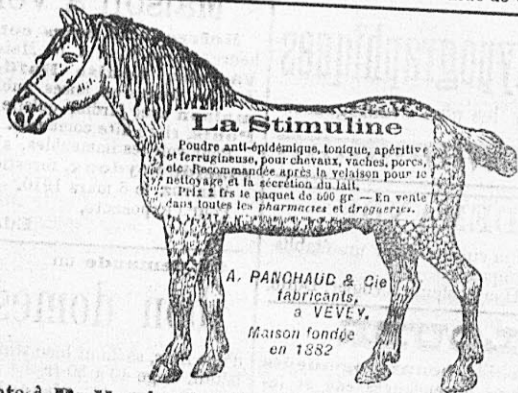 La Stimuline
Poudre anti-épidémique, tonique, apéritive
et ferrugineuse, pour chevaux, vaches, porcs,
etc. Recommandée après la velaison pour le
nettoyage et la sécrétion du lait.
Prix 2 frs le paquet de 500 gr — En vente
dans toutes les pharmacies et drogueries.
A. PANCHAUD & Cie
fabricants,
a VEVEY.
Maison fondée
en 1882
mars 1910.